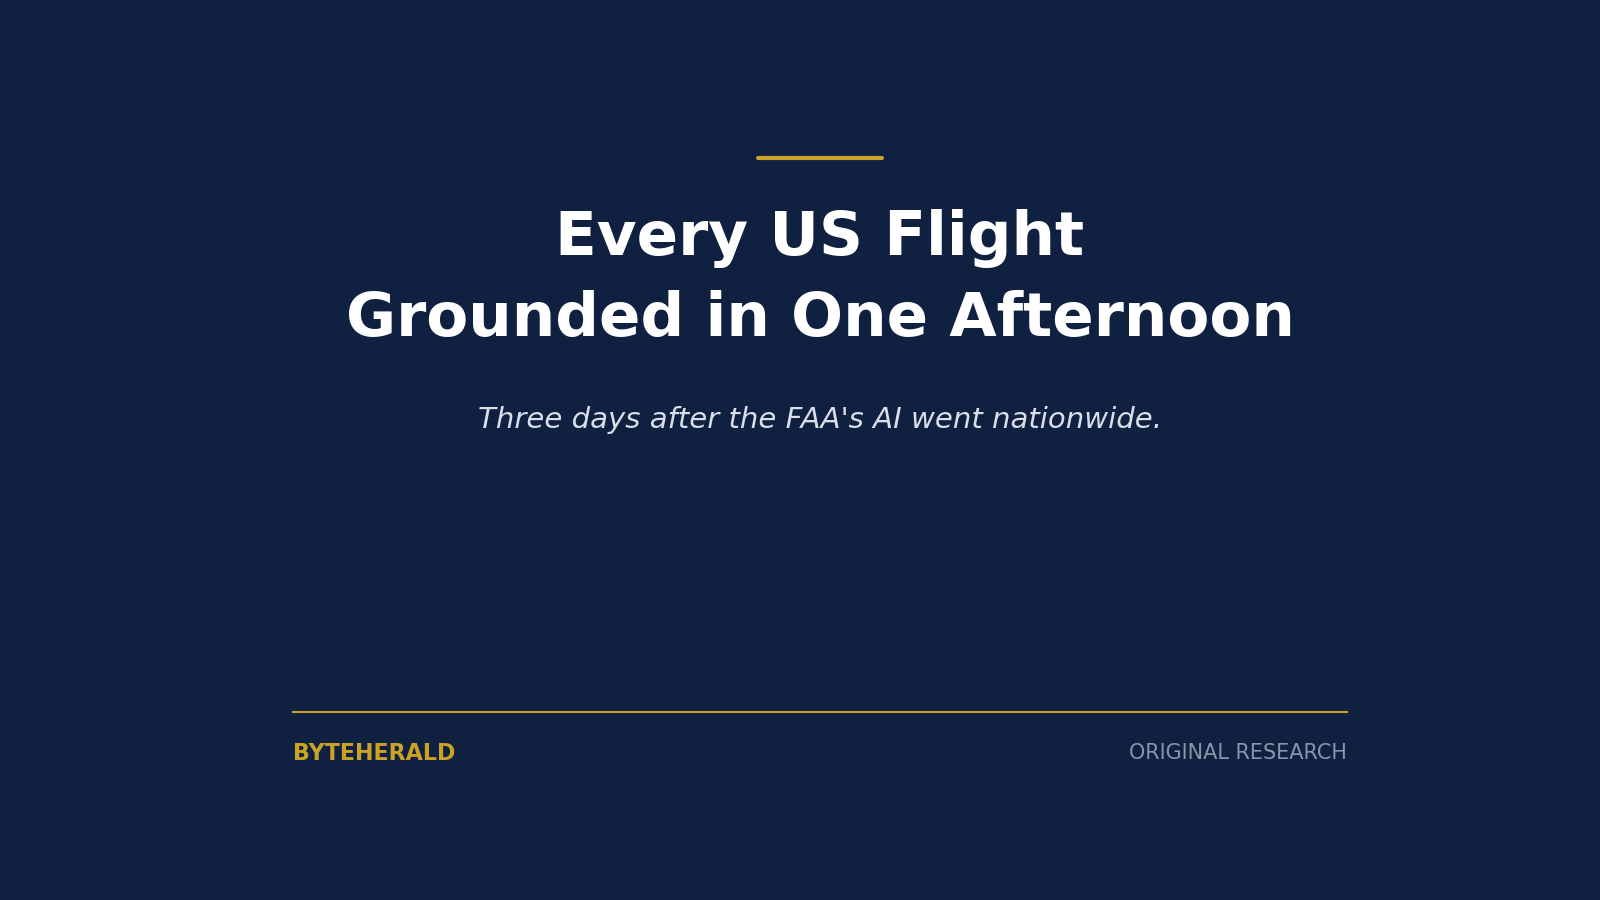 Every US Flight
Grounded in One Afternoon
Three days after the FAA's AI went nationwide.
BYTEHERALD
ORIGINAL RESEARCH